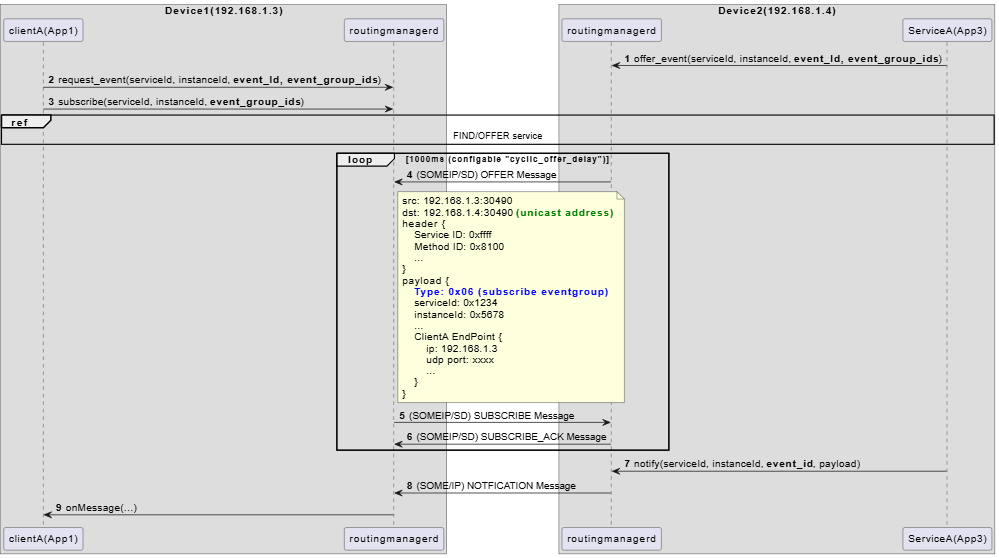 Device1(192.168.1.3)
Device2(192.168.1.4)
clientA(App1)
routingmanagerd
routingmanagerd
ServiceA(App3)
1 offer_event(serviceId, instanceId, event_Id, event_group_ids)
2 request_event(serviceId, instanceId, event_Id, event_group_ids)
3 subscribe(serviceId, instanceId, event_group_ids)
ref
FIND/OFFER service
loop
[1000ms (configable "cyclic_offer_delay")]
4 (SOMEIP/SD) OFFER Message
src: 192.168.1.3:30490
dst: 192.168.1.4:30490 (unicast address)
header {
Service ID: 0xffff
Method ID: 0x8100
...
}
payload {
Type: 0x06 (subscribe eventgroup)
serviceId: 0x1234
instanceId: 0x5678
...
ClientA EndPoint {
ip: 192.168.1.3
udp port: xxxx
...
}
}
5 (SOMEIP/SD) SUBSCRIBE Message
6 (SOMEIP/SD) SUBSCRIBE_ACK Message
7 notify(serviceId, instanceId, event_id, payload)
8 (SOME/IP) NOTFICATION Message
9 onMessage(...)
clientA(App1)
routingmanagerd
routingmanagerd
ServiceA(App3)